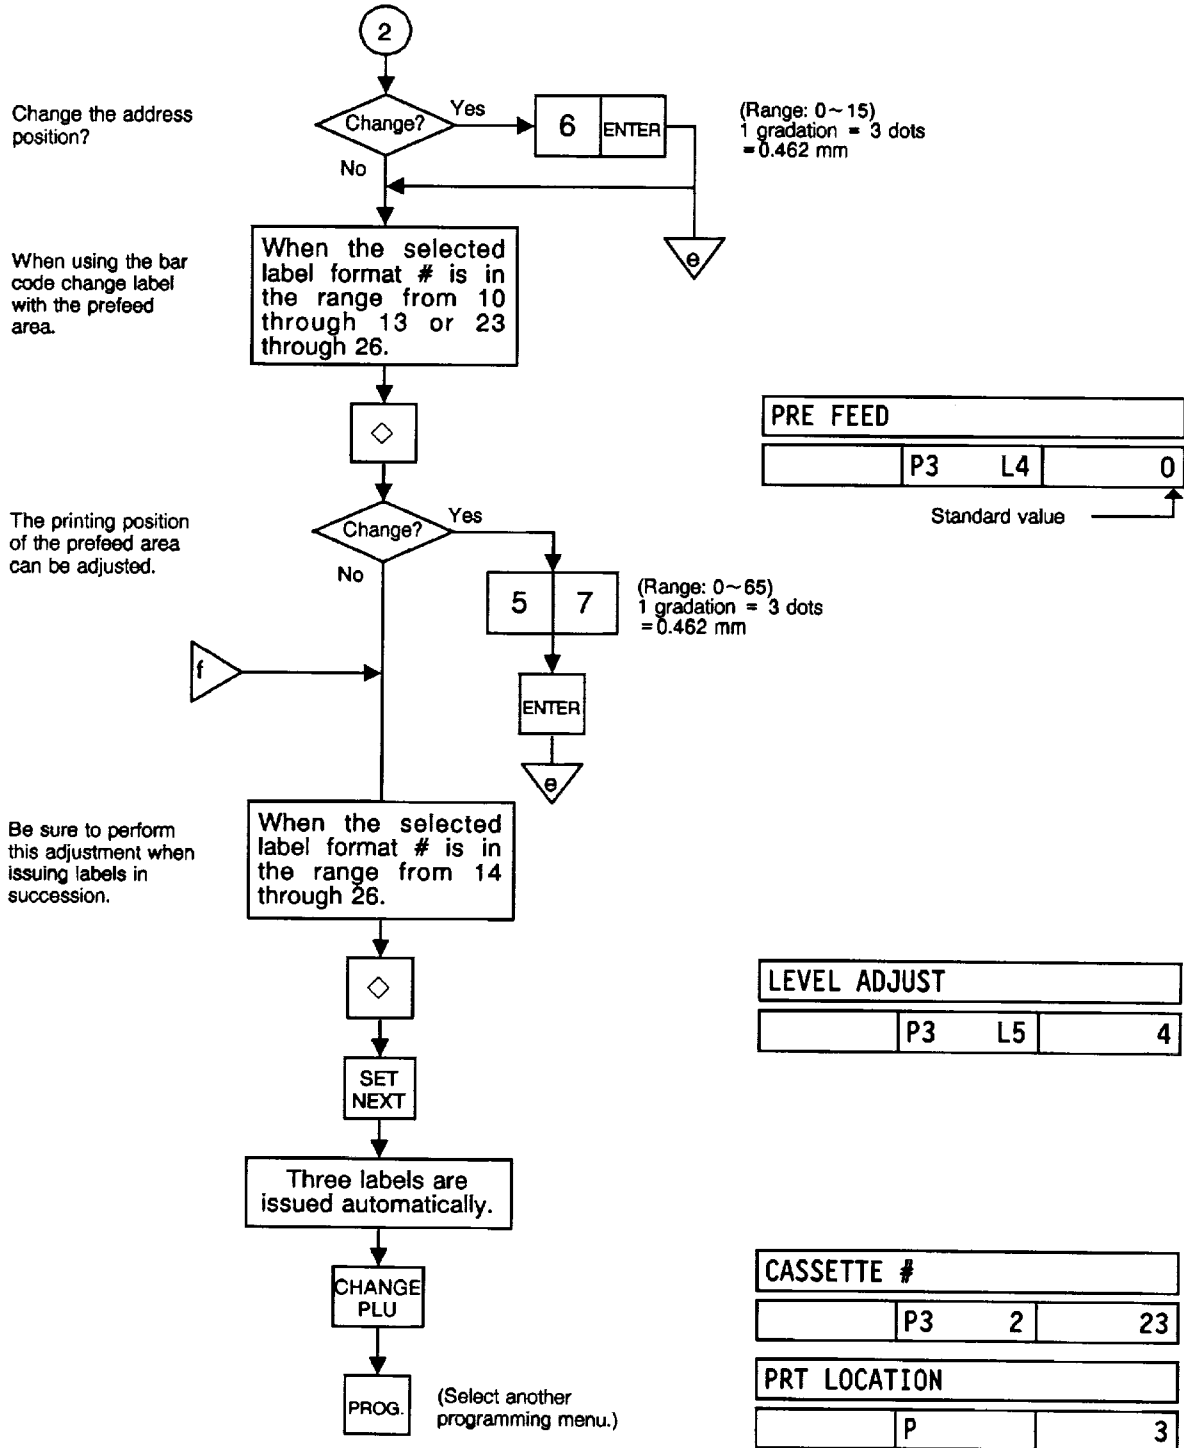 2
Change the address
position?
Change?
Yes
6
ENTER
(Range: 0~15)
1 gradation = 3 dots
=0.462 mm
No
e
When using the bar
code change label
with the prefeed
area.
When the selected
label format # is in
the range from 10
through 13 or 23
through 26.
◇
PRE FEED
P3 L4 0
Standard value
The printing position
of the prefeed area
can be adjusted.
Change?
Yes
No
5 7
(Range: 0~65)
1 gradation = 3 dots
=0.462 mm
f
ENTER
e
Be sure to perform
this adjustment when
issuing labels in
succession.
When the selected
label format # is in
the range from 14
through 26.
◇
LEVEL ADJUST
P3 L5 4
SET
NEXT
Three labels are
issued automatically.
CHANGE
PLU
CASSETTE #
P3 2 23
PROG.
(Select another
programming menu.)
PRT LOCATION
P 3